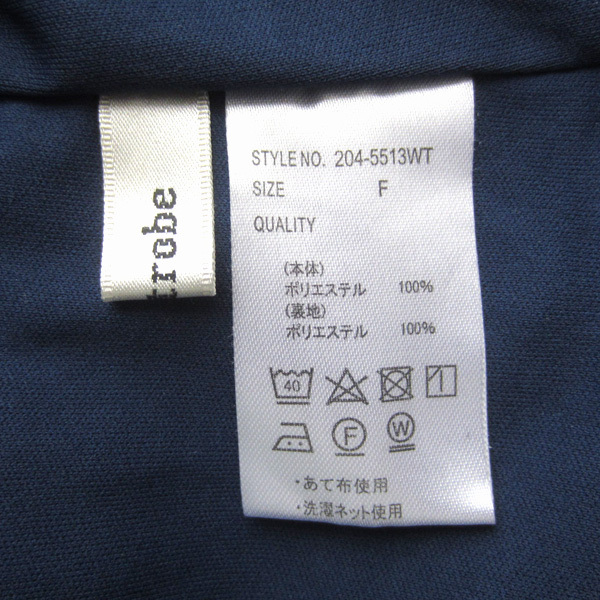 trobe
STYLE NO. 204-5513WT
SIZE F
QUALITY
(本体)
ポリエステル 100%
(裏地)
ポリエステル 100%
40
F W
・あて布使用
・洗濯ネット使用